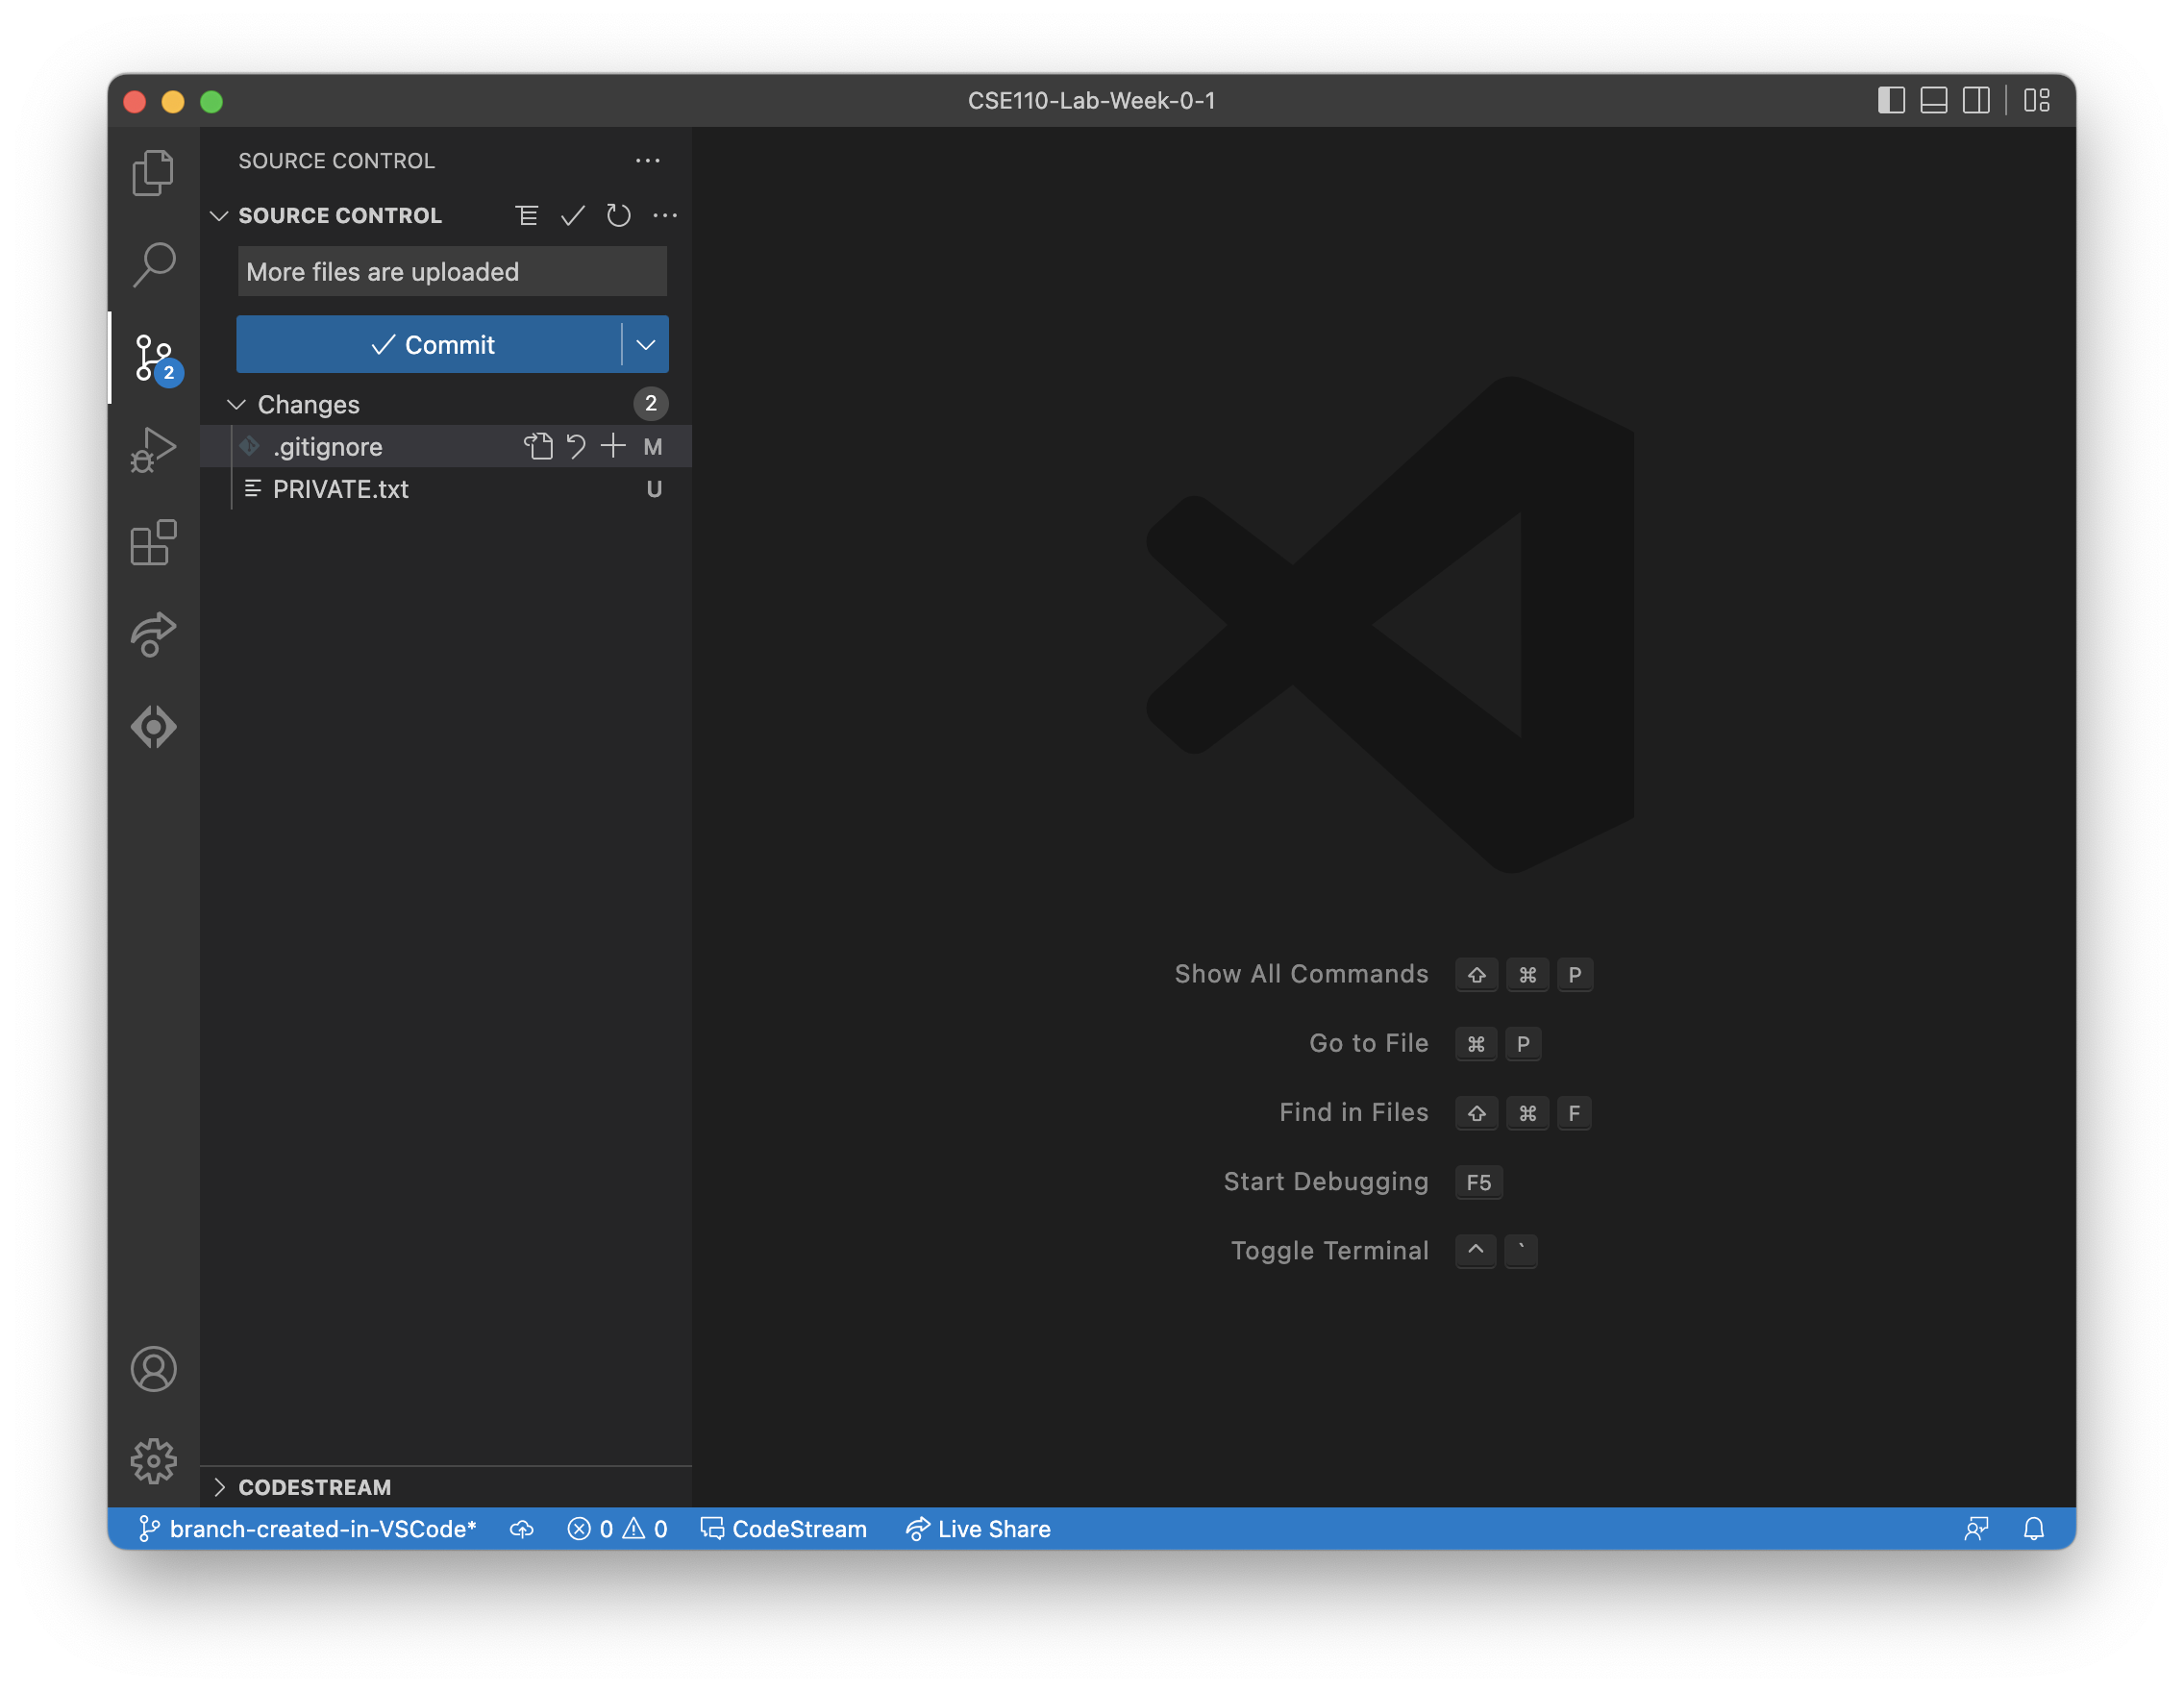 CSE110-Lab-Week-0-1
SOURCE CONTROL
SOURCE CONTROL
More files are uploaded
Commit
2
Changes 2
.gitignore M
PRIVATE.txt U
Show All Commands ⇧ ⌘ P
Go to File ⌘ P
Find in Files ⇧ ⌘ F
Start Debugging F5
Toggle Terminal ^ `
CODESTREAM
branch-created-in-VSCode* 0 0 CodeStream Live Share